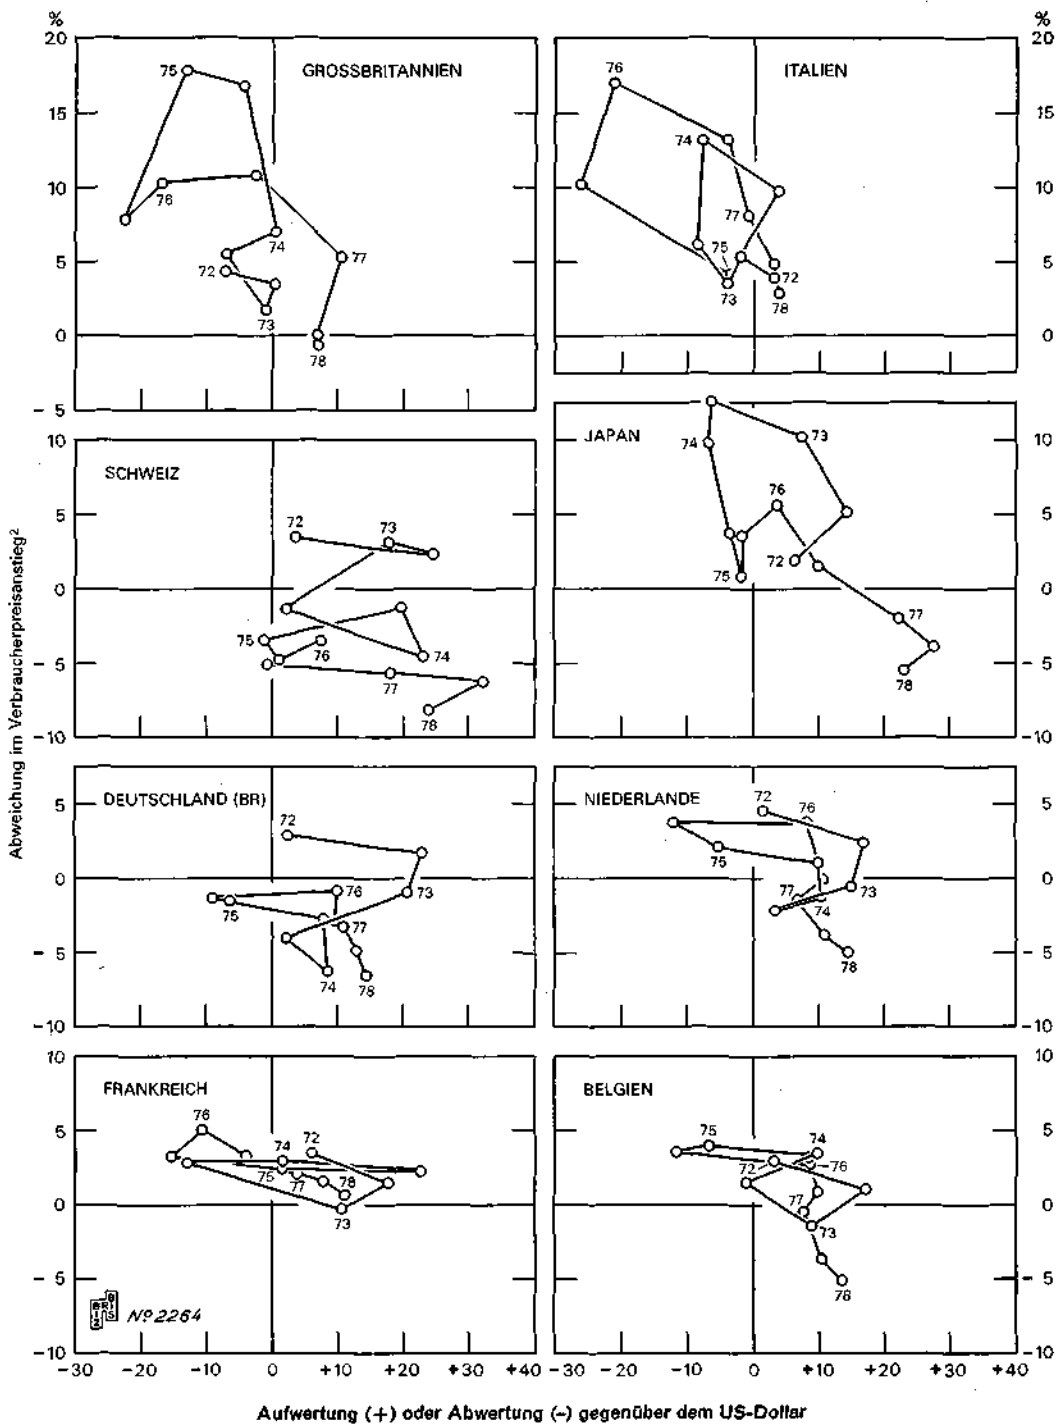 % %
20 GROSSBRITANNIEN ITALIEN 20
75 76
15 15
74
10 76 10
77
5 72 74 77 75 72 5
73 73 78
0 78 0
- 5
10 SCHWEIZ JAPAN 10
74 73
72 73 76
5 5
72
0 75 0
75 76 74 77
- 5 77 - 5
78 78
-10 -10
DEUTSCHLAND (BR) NIEDERLANDE
5 72 72 76 5
75
0 76 73 77 73 0
75 77 74
- 5 74 78 78 - 5
-10 -10
10 FRANKREICH BELGIEN 10
76 74 72 75 74
5 5
75 77 78 72 76
0 73 77 73 0
- 5 78 - 5
BIZ BRI BIS Nº 2264
-10 -10
-30 -20 -10 0 +10 +20 +30 +40 -30 -20 -10 0 +10 +20 +30 +40
Abweichung im Verbraucherpreisanstieg²
Aufwertung (+) oder Abwertung (-) gegenüber dem US-Dollar